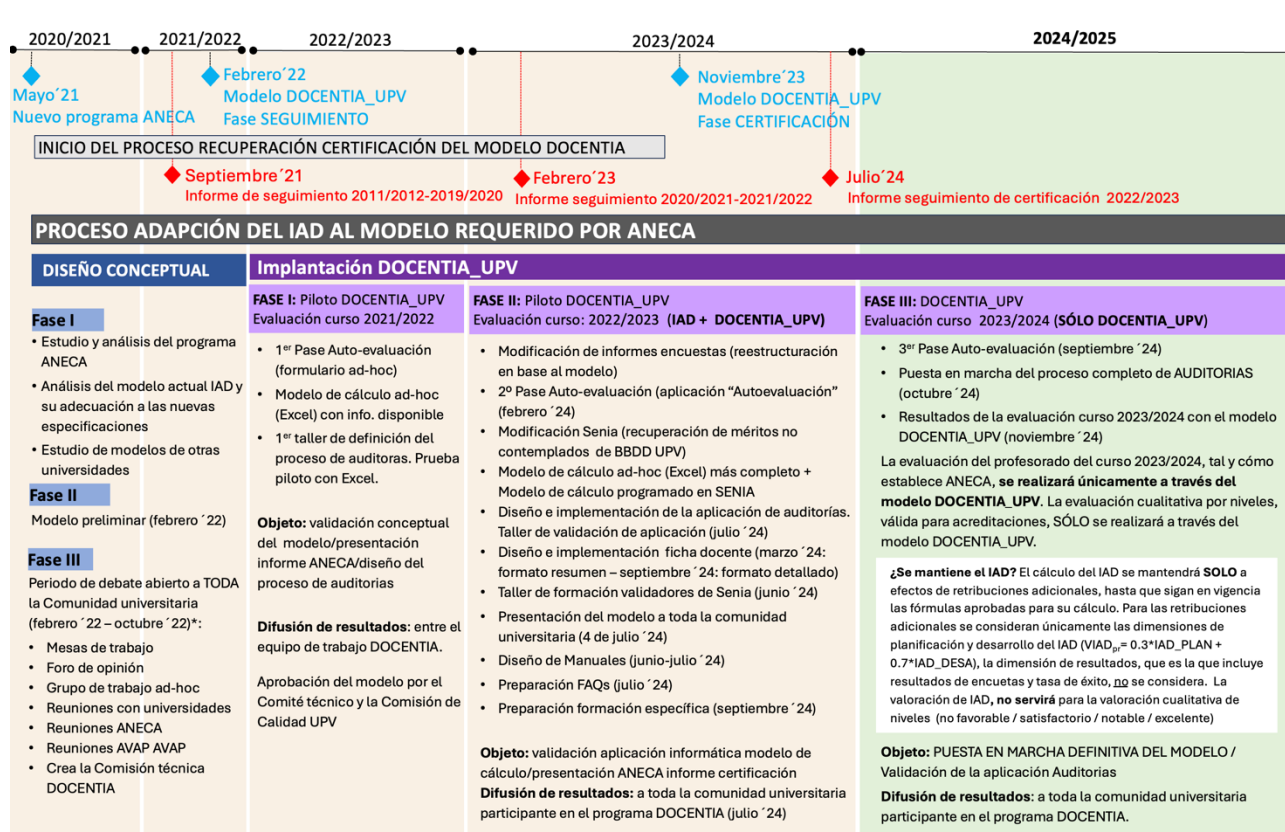 2020/2021
2021/2022
2022/2023
2023/2024
2024/2025
Mayo´21
Nuevo programa ANECA
Febrero´22
Modelo DOCENTIA_UPV
Fase SEGUIMIENTO
Noviembre´23
Modelo DOCENTIA_UPV
Fase CERTIFICACIÓN
INICIO DEL PROCESO RECUPERACIÓN CERTIFICACIÓN DEL MODELO DOCENTIA
Septiembre´21
Informe de seguimiento 2011/2012-2019/2020
Febrero´23
Informe seguimiento 2020/2021-2021/2022
Julio´24
Informe seguimiento de certificación 2022/2023
PROCESO ADAPCIÓN DEL IAD AL MODELO REQUERIDO POR ANECA
DISEÑO CONCEPTUAL
Fase I
• Estudio y análisis del programa
ANECA
• Análisis del modelo actual IAD y
su adecuación a las nuevas
especificaciones
• Estudio de modelos de otras
universidades
Fase II
Modelo preliminar (febrero ´22)
Fase III
Periodo de debate abierto a TODA
la Comunidad universitaria
(febrero ´22 – octubre ´22)*:
• Mesas de trabajo
• Foro de opinión
• Grupo de trabajo ad-hoc
• Reuniones con universidades
• Reuniones ANECA
• Reuniones AVAP AVAP
• Crea la Comisión técnica
DOCENTIA
Implantación DOCENTIA_UPV
FASE I: Piloto DOCENTIA_UPV
Evaluación curso 2021/2022
• 1er Pase Auto-evaluación
(formulario ad-hoc)
• Modelo de cálculo ad-hoc
(Excel) con info. disponible
• 1er taller de definición del
proceso de auditoras. Prueba
piloto con Excel.
Objeto: validación conceptual
del modelo/presentación
informe ANECA/diseño del
proceso de auditorias
Difusión de resultados: entre el
equipo de trabajo DOCENTIA.
Aprobación del modelo por el
Comité técnico y la Comisión de
Calidad UPV
FASE II: Piloto DOCENTIA_UPV
Evaluación curso: 2022/2023 (IAD + DOCENTIA_UPV)
• Modificación de informes encuestas (reestructuración
en base al modelo)
• 2º Pase Auto-evaluación (aplicación “Autoevaluación”
(febrero ´24)
• Modificación Senia (recuperación de méritos no
contemplados de BBDD UPV)
• Modelo de cálculo ad-hoc (Excel) más completo +
Modelo de cálculo programado en SENIA
• Diseño e implementación de la aplicación de auditorías.
Taller de validación de aplicación (julio ´24)
• Diseño e implementación ficha docente (marzo ´24:
formato resumen – septiembre ´24: formato detallado)
• Taller de formación validadores de Senia (junio ´24)
• Presentación del modelo a toda la comunidad
universitaria (4 de julio ´24)
• Diseño de Manuales (junio-julio ´24)
• Preparación FAQs (julio ´24)
• Preparación formación específica (septiembre ´24)
Objeto: validación aplicación informática modelo de
cálculo/presentación ANECA informe certificación
Difusión de resultados: a toda la comunidad universitaria
participante en el programa DOCENTIA (julio ´24)
FASE III: DOCENTIA_UPV
Evaluación curso 2023/2024 (SÓLO DOCENTIA_UPV)
• 3er Pase Auto-evaluación (septiembre ´24)
• Puesta en marcha del proceso completo de AUDITORIAS
(octubre ´24)
• Resultados de la evaluación curso 2023/2024 con el modelo
DOCENTIA_UPV (noviembre ´24)
La evaluación del profesorado del curso 2023/2024, tal y cómo
establece ANECA, se realizará únicamente a través del
modelo DOCENTIA_UPV. La evaluación cualitativa por niveles,
válida para acreditaciones, SÓLO se realizará a través del
modelo DOCENTIA_UPV.
¿Se mantiene el IAD? El cálculo del IAD se mantendrá SOLO a
efectos de retribuciones adicionales, hasta que sigan en vigencia
las fórmulas aprobadas para su cálculo. Para las retribuciones
adicionales se consideran únicamente las dimensiones de
planificación y desarrollo del IAD (VIADpr= 0.3*IAD_PLAN +
0.7*IAD_DESA), la dimensión de resultados, que es la que incluye
resultados de encuetas y tasa de éxito, no se considera. La
valoración de IAD, no servirá para la valoración cualitativa de
niveles (no favorable / satisfactorio / notable / excelente)
Objeto: PUESTA EN MARCHA DEFINITIVA DEL MODELO /
Validación de la aplicación Auditorias
Difusión de resultados: a toda la comunidad universitaria
participante en el programa DOCENTIA.